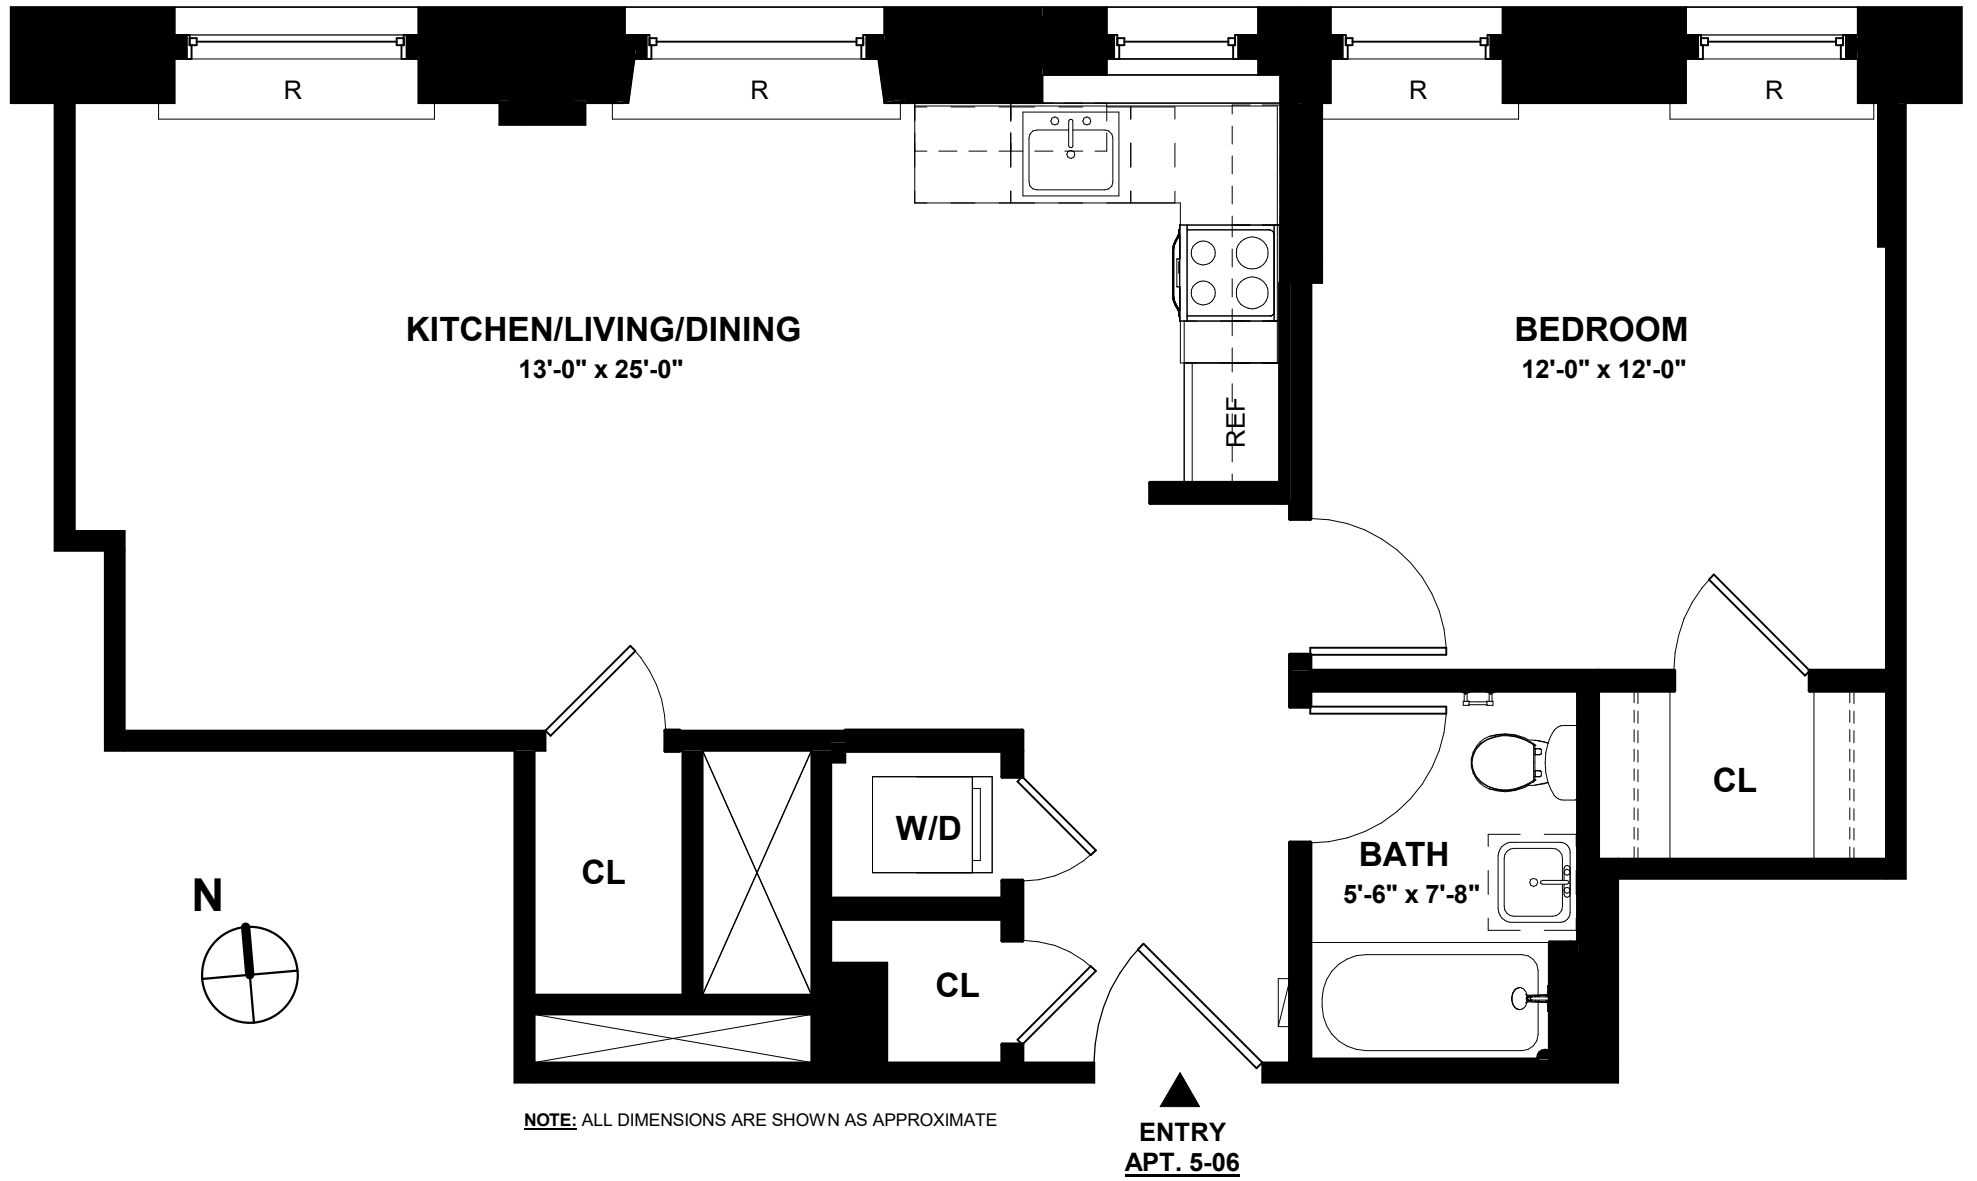 R
R
R
R
KITCHEN/LIVING/DINING
13'-0" x 25'-0"
BEDROOM
12'-0" x 12'-0"
REF
CL
W/D
BATH
5'-6" x 7'-8"
CL
CL
N
CL
NOTE: ALL DIMENSIONS ARE SHOWN AS APPROXIMATE
ENTRY
APT. 5-06